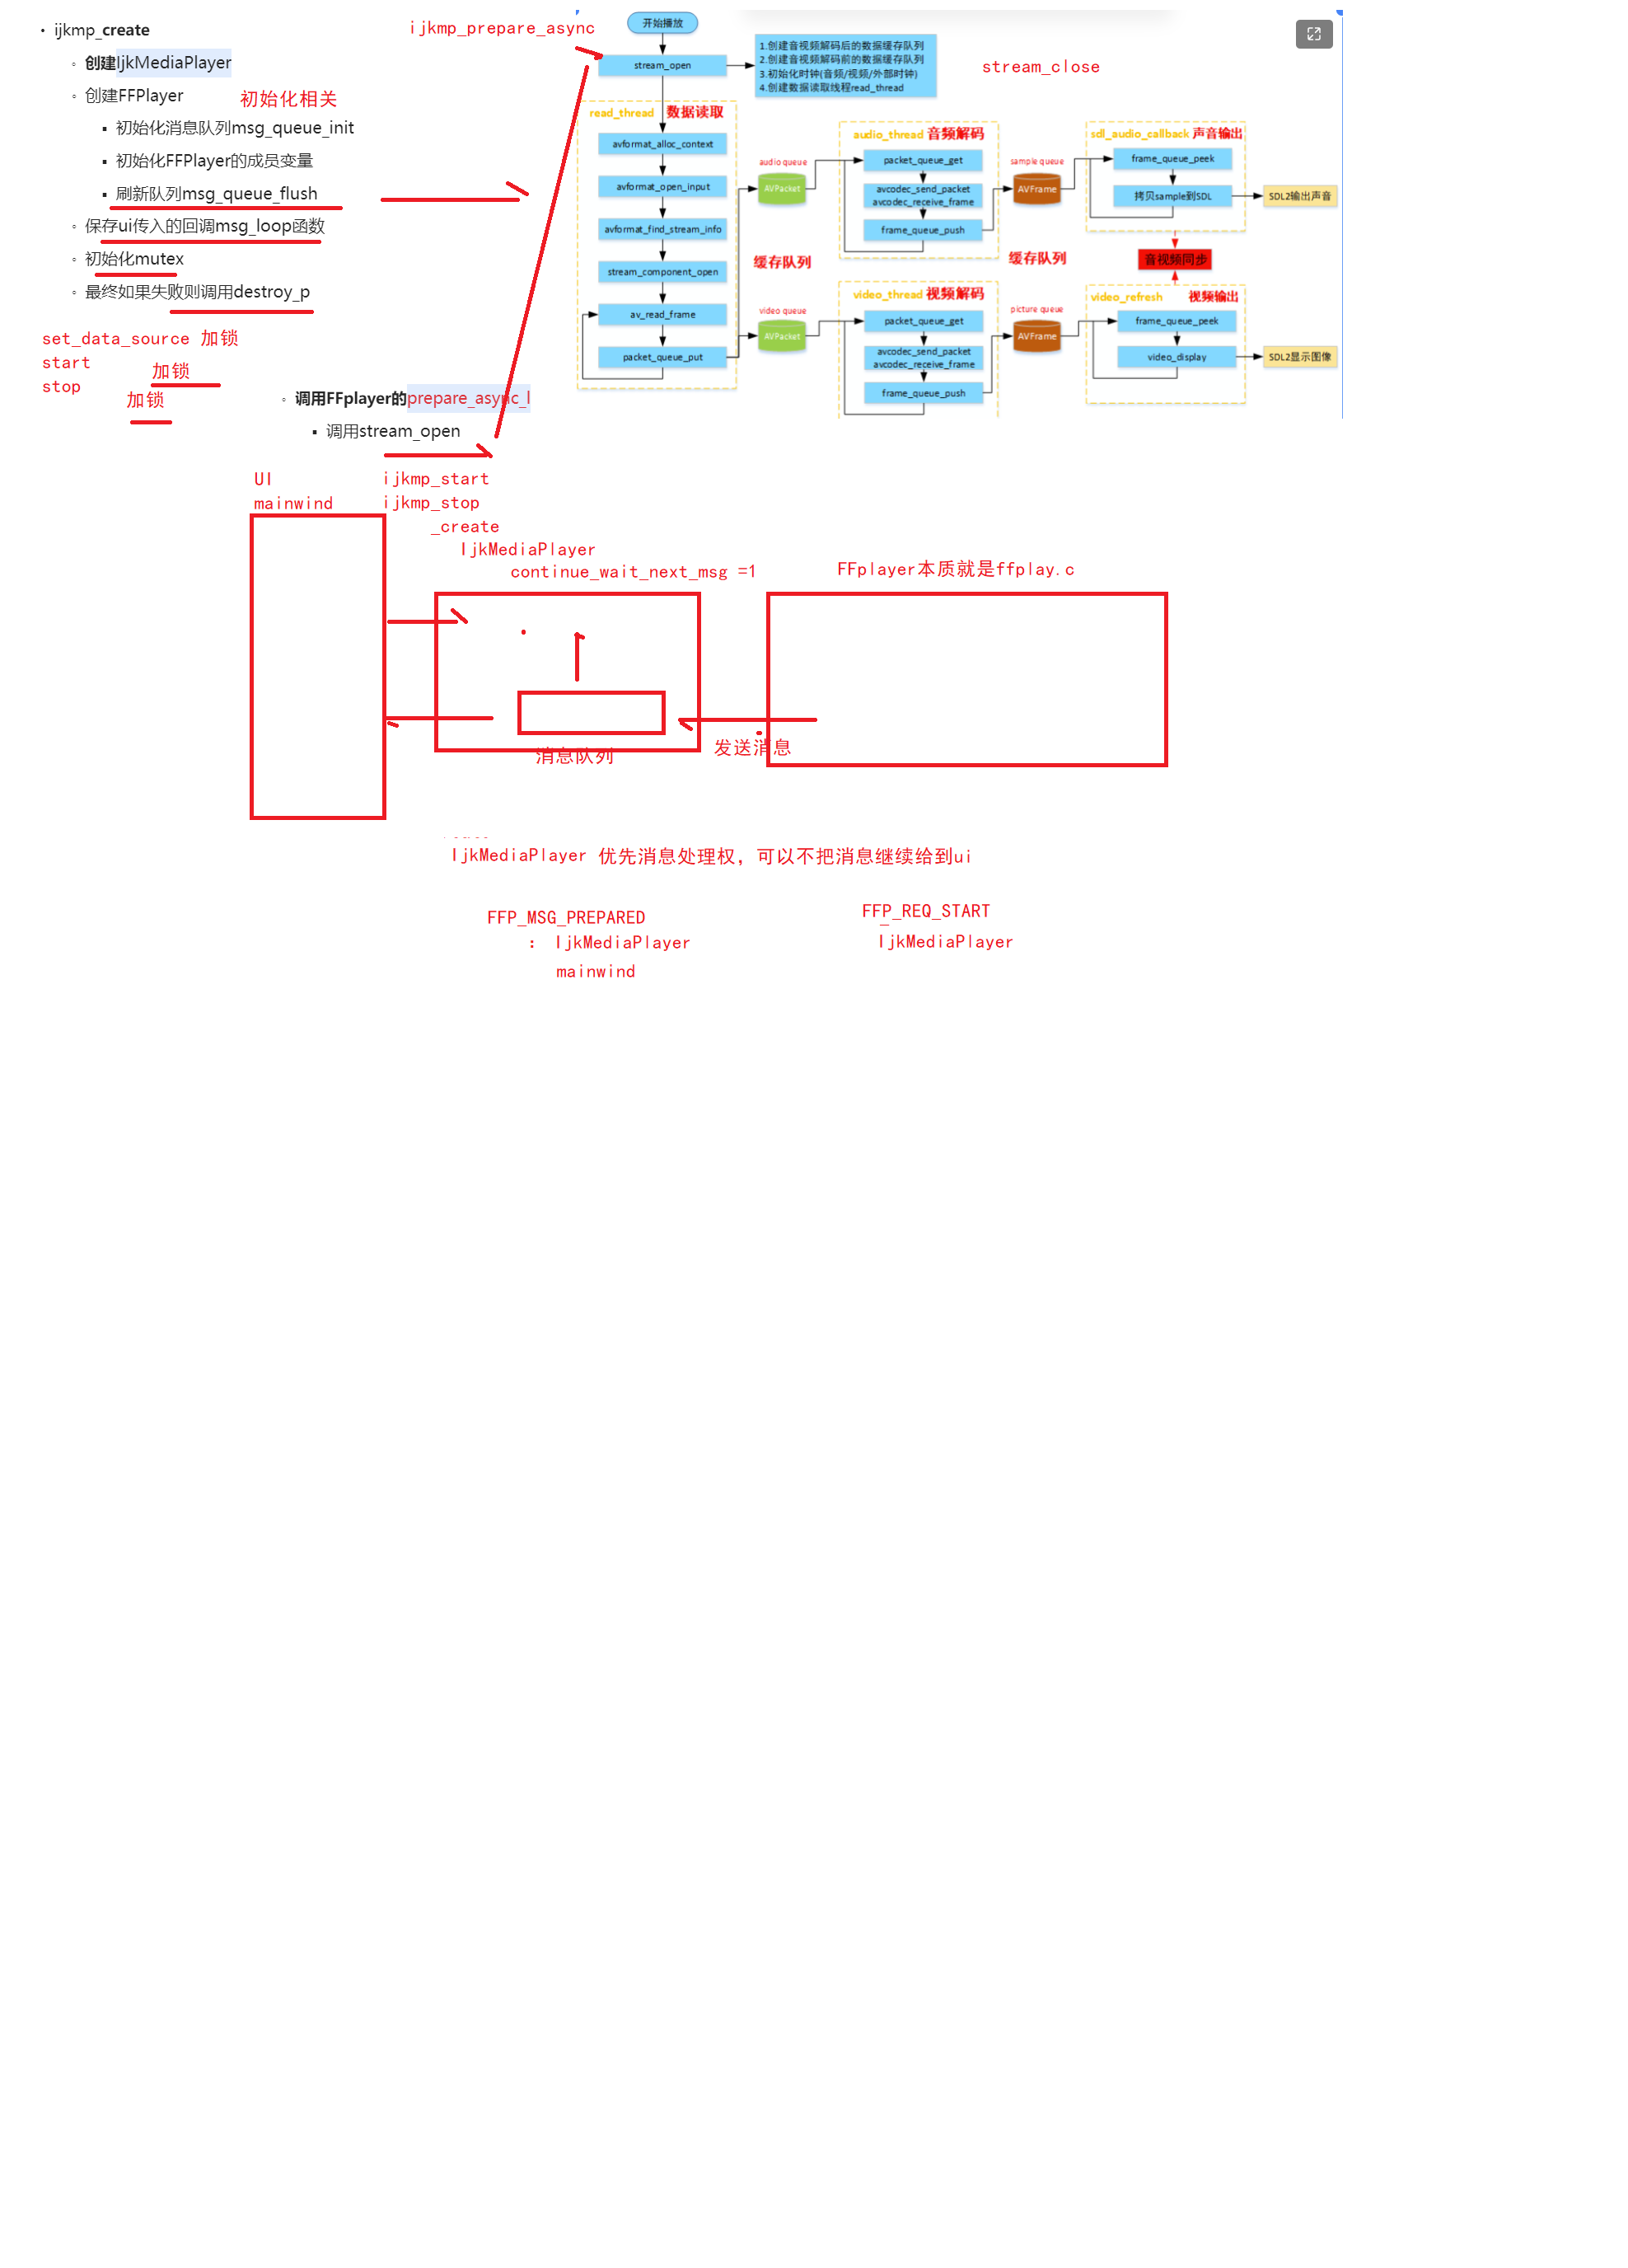 ijkmp_create
创建IjkMediaPlayer
创建FFPlayer
初始化相关
初始化消息队列msg_queue_init
初始化FFPlayer的成员变量
刷新队列msg_queue_flush
保存ui传入的回调msg_loop函数
初始化mutex
最终如果失败则调用destroy_p
set_data_source 加锁
start
加锁
stop
加锁
调用FFplayer的prepare_async_l
调用stream_open
ijkmp_prepare_async
stream_close
开始播放
stream_open
1.创建音视频解码后的数据缓存队列
2.创建音视频解码前的数据缓存队列
3.初始化时钟(音频/视频/外部时钟)
4.创建数据读取线程read_thread
read_thread 数据读取
avformat_alloc_context
avformat_open_input
avformat_find_stream_info
stream_component_open
av_read_frame
packet_queue_put
audio queue
AVPacket
缓存队列
video queue
AVPacket
audio_thread 音频解码
packet_queue_get
avcodec_send_packet
avcodec_receive_frame
frame_queue_push
video_thread 视频解码
packet_queue_get
avcodec_send_packet
avcodec_receive_frame
frame_queue_push
sample queue
AVFrame
缓存队列
picture queue
AVFrame
sdl_audio_callback 声音输出
frame_queue_peek
拷贝sample到SDL
SDL2输出声音
音视频同步
video_refresh 视频输出
frame_queue_peek
video_display
SDL2显示图像
UI
mainwind
ijkmp_start
ijkmp_stop
_create
IjkMediaPlayer
continue_wait_next_msg =1
FFplayer本质就是ffplay.c
消息队列
发送消息
IjkMediaPlayer 优先消息处理权，可以不把消息继续给到ui
FFP_MSG_PREPARED
： IjkMediaPlayer
mainwind
FFP_REQ_START
IjkMediaPlayer